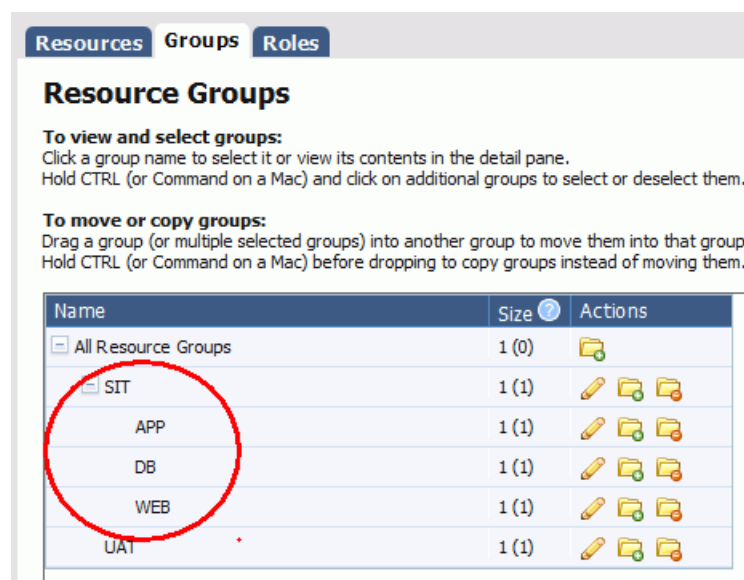 Resources Groups Roles
Resource Groups
To view and select groups:
Click a group name to select it or view its contents in the detail pane.
Hold CTRL (or Command on a Mac) and click on additional groups to select or deselect them.
To move or copy groups:
Drag a group (or multiple selected groups) into another group to move them into that group
Hold CTRL (or Command on a Mac) before dropping to copy groups instead of moving them.
Name Size ? Actions
All Resource Groups 1 (0)
SIT 1 (1)
APP 1 (1)
DB 1 (1)
WEB 1 (1)
UAT 1 (1)